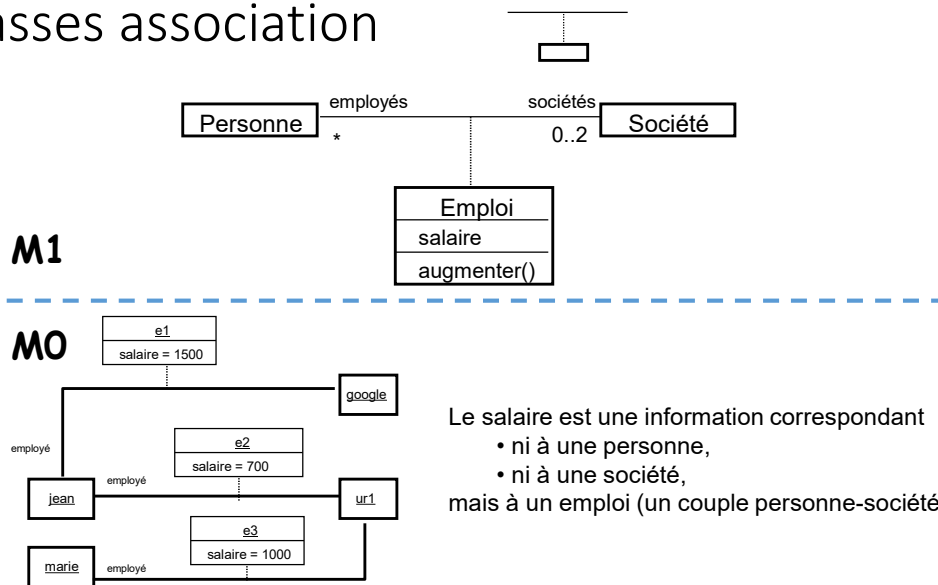 asses association
employés
sociétés
Personne
Société
*
0..2
Emploi
salaire
augmenter()
M1
M0
e1
salaire = 1500
google
employé
e2
salaire = 700
jean
employé
ur1
e3
salaire = 1000
marie
employé
Le salaire est une information correspondant
• ni à une personne,
• ni à une société,
mais à un emploi (un couple personne-société